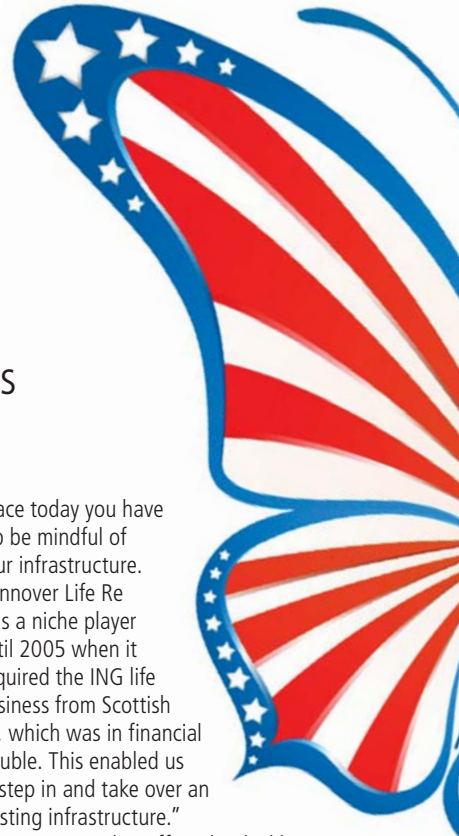 S
ace today you have
o be mindful of
ur infrastructure.
nnover Life Re
s a niche player
til 2005 when it
quired the ING life
siness from Scottish
, which was in financial
uble. This enabled us
step in and take over an
isting infrastructure."